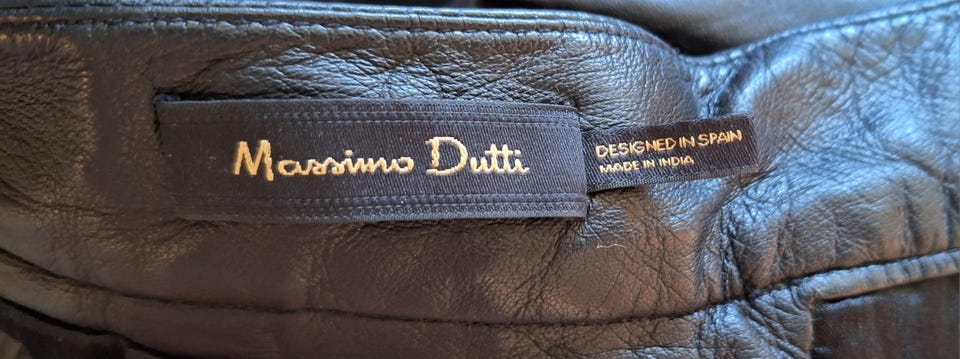 Massimo Dutti
DESIGNED IN SPAIN
MADE IN INDIA